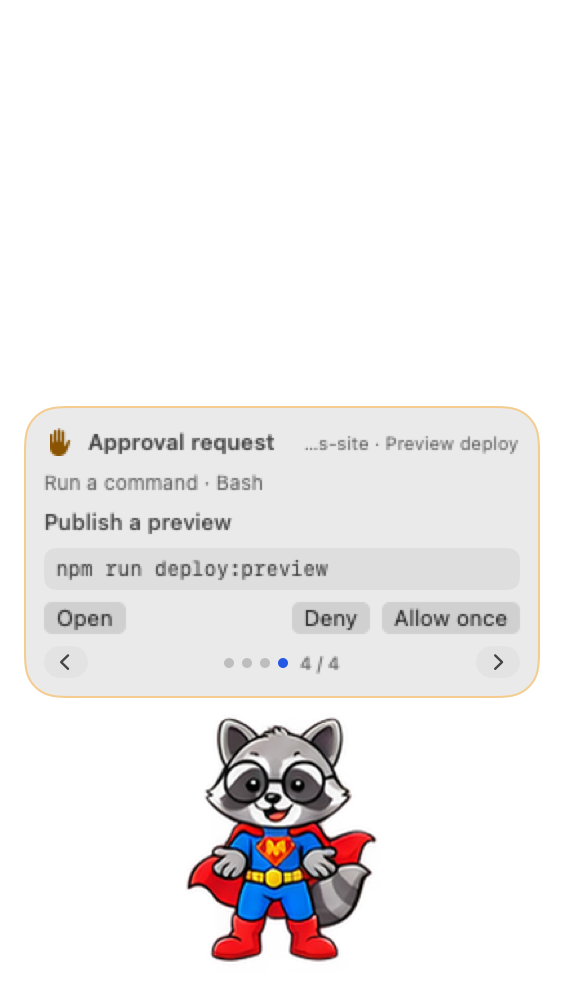 Approval request
...s-site · Preview deploy
Run a command · Bash
Publish a preview
npm run deploy:preview
Open
Deny
Allow once
4 / 4
M